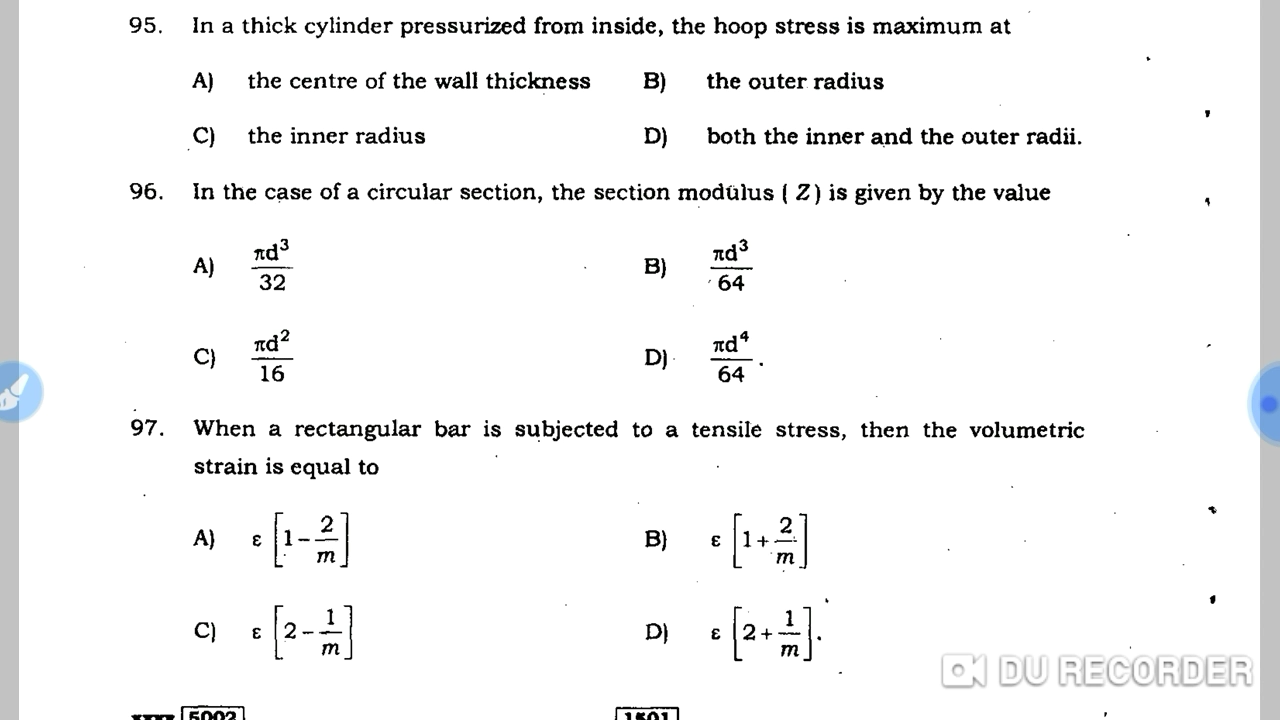 95. In a thick cylinder pressurized from inside, the hoop stress is maximum at
A) the centre of the wall thickness B) the outer radius
C) the inner radius D) both the inner and the outer radii.
96. In the case of a circular section, the section modulus ( Z ) is given by the value
A) πd³/32 B) πd³/64
C) πd²/16 D) πd⁴/64 .
97. When a rectangular bar is subjected to a tensile stress, then the volumetric
strain is equal to
A) ε [1 − 2/m] B) ε [1 + 2/m]
C) ε [2 − 1/m] D) ε [2 + 1/m].
DU RECORDER
5002 1501